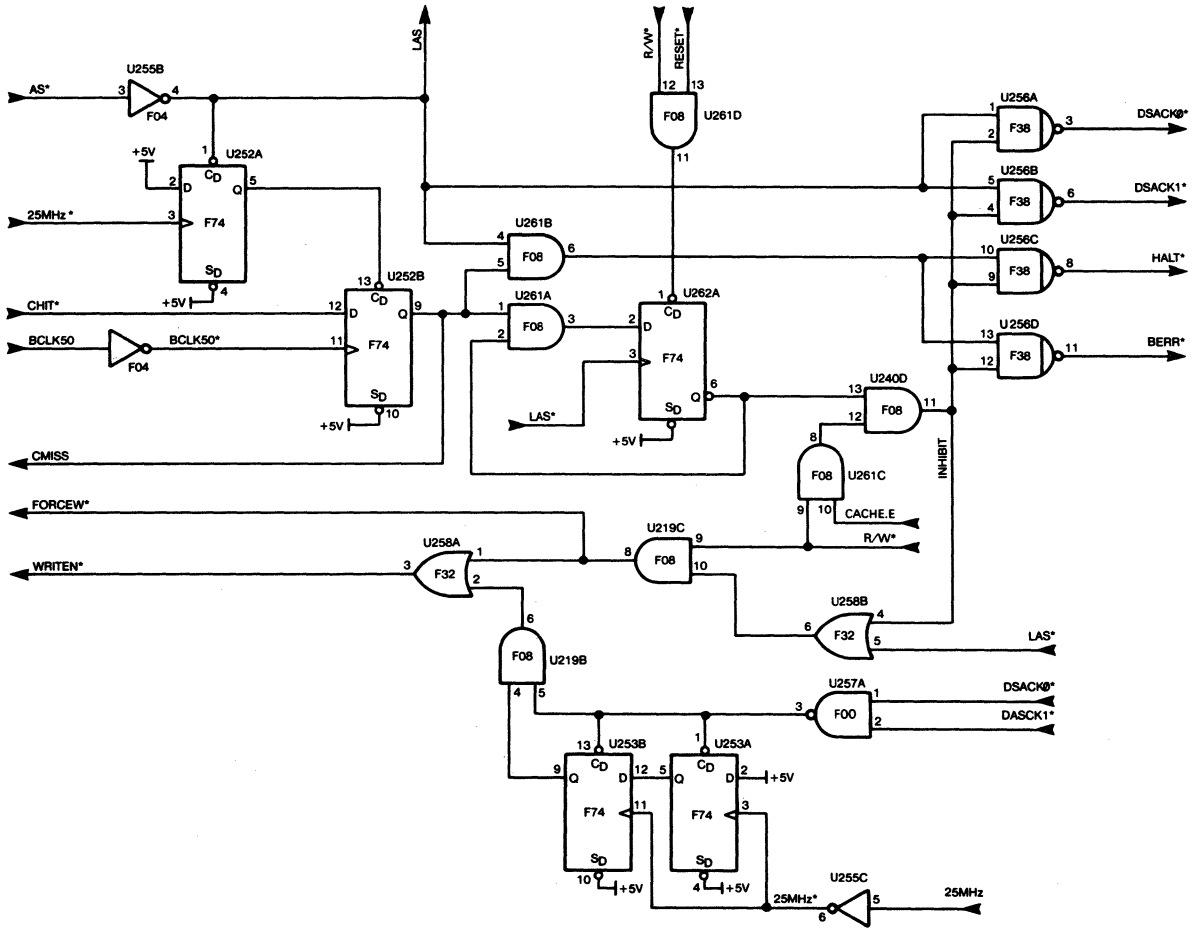 LAS
R/W*
RESET*
U255B
AS*
3
4
F04
12
13
F08
U261D
11
U256A
1
2
F38
3
DSACKØ*
+5V
1
U252A
CD
2
D
Q
5
U256B
5
4
F38
6
DSACK1*
25MHz*
3
F74
U261B
4
5
F08
6
U256C
10
9
F38
8
HALT*
SD
4
+5V
13
U252B
CD
U261A
1
2
F08
3
1
U262A
CD
CHIT*
12
D
Q
9
2
D
U256D
13
12
F38
11
BERR*
BCLK50
F04
BCLK50*
11
F74
3
F74
SD
10
+5V
LAS*
Q
6
SD
+5V
U240D
13
12
F08
11
CMISS
8
F08
U261C
9
10
INHIBIT
CACHE.E
FORCEW*
R/W*
U219C
8
F08
9
10
U258A
3
F32
1
2
WRITEN*
U258B
6
F32
4
5
LAS*
6
F08
U219B
4
5
U257A
3
F00
1
2
DSACKØ*
DASCK1*
13
U253B
CD
1
U253A
CD
9
Q
D
12
5
Q
D
2
+5V
F74
11
F74
3
SD
10
+5V
SD
4
+5V
U255C
25MHz*
6
5
25MHz